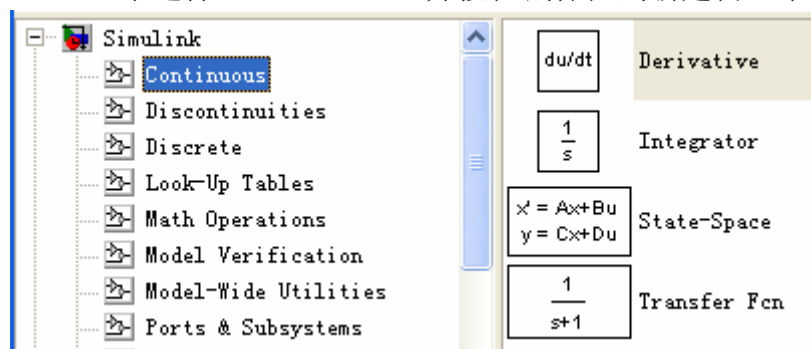 Simulink
Continuous
Discontinuities
Discrete
Look-Up Tables
Math Operations
Model Verification
Model-Wide Utilities
Ports & Subsystems
du/dt Derivative
1
s
Integrator
x' = Ax+Bu
y = Cx+Du
State-Space
1
s+1
Transfer Fcn